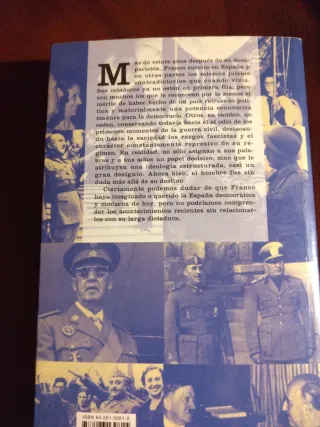 Más de veinte años después de su desa-
parición, Franco suscita en España y
en otras partes los mismos juicios
contradictorios que cuando vivía.
Sus celadores ya no están en primera fila, pero
son muchos los que le reconocen por lo menos el
mérito de haber hecho de un país retrasado polí-
tica y materialmente una potencia económica
madura para la democracia. Otros, en cambio, no
ceden, conservando todavía hacia él el odio de los
primeros momentos de la guerra civil, destacan-
do hasta la saciedad los rasgos fascistas y el
carácter constantemente represivo de su ré-
gimen. En realidad, no sólo asignan a sus pala-
bras y a sus actos un papel decisivo, sino que le
atribuyen una ideología estructurada, casi un
gran designio. Ahora bien, el hombre fue sin
duda más allá de su destino.
Ciertamente podemos dudar de que Franco
haya imaginado o querido la España democrática
y moderna de hoy, pero no podríamos compren-
der los acontecimientos recientes sin relacionar-
los con su larga dictadura.